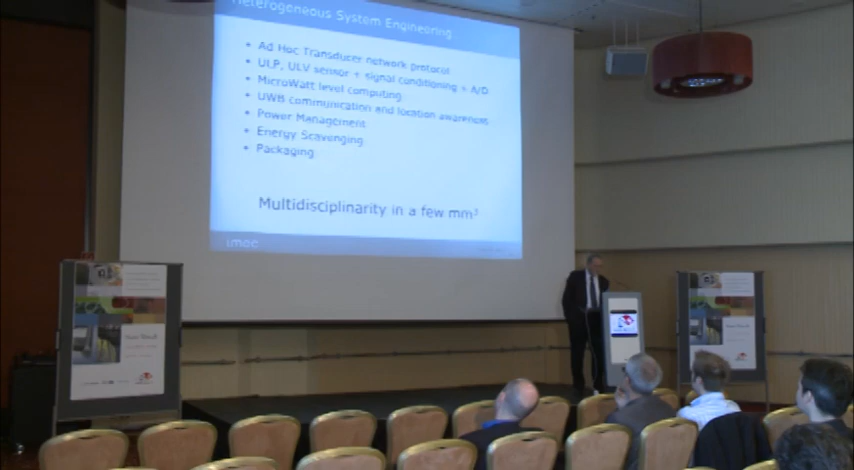 Heterogeneous System Engineering
• Ad Hoc Transducer network protocol
• ULP, ULV sensor + signal conditioning + A/D
• MicroWatt level computing
• UWB communication and location awareness
• Power Management
• Energy Scavenging
• Packaging
Multidisciplinarity in a few mm³
imec